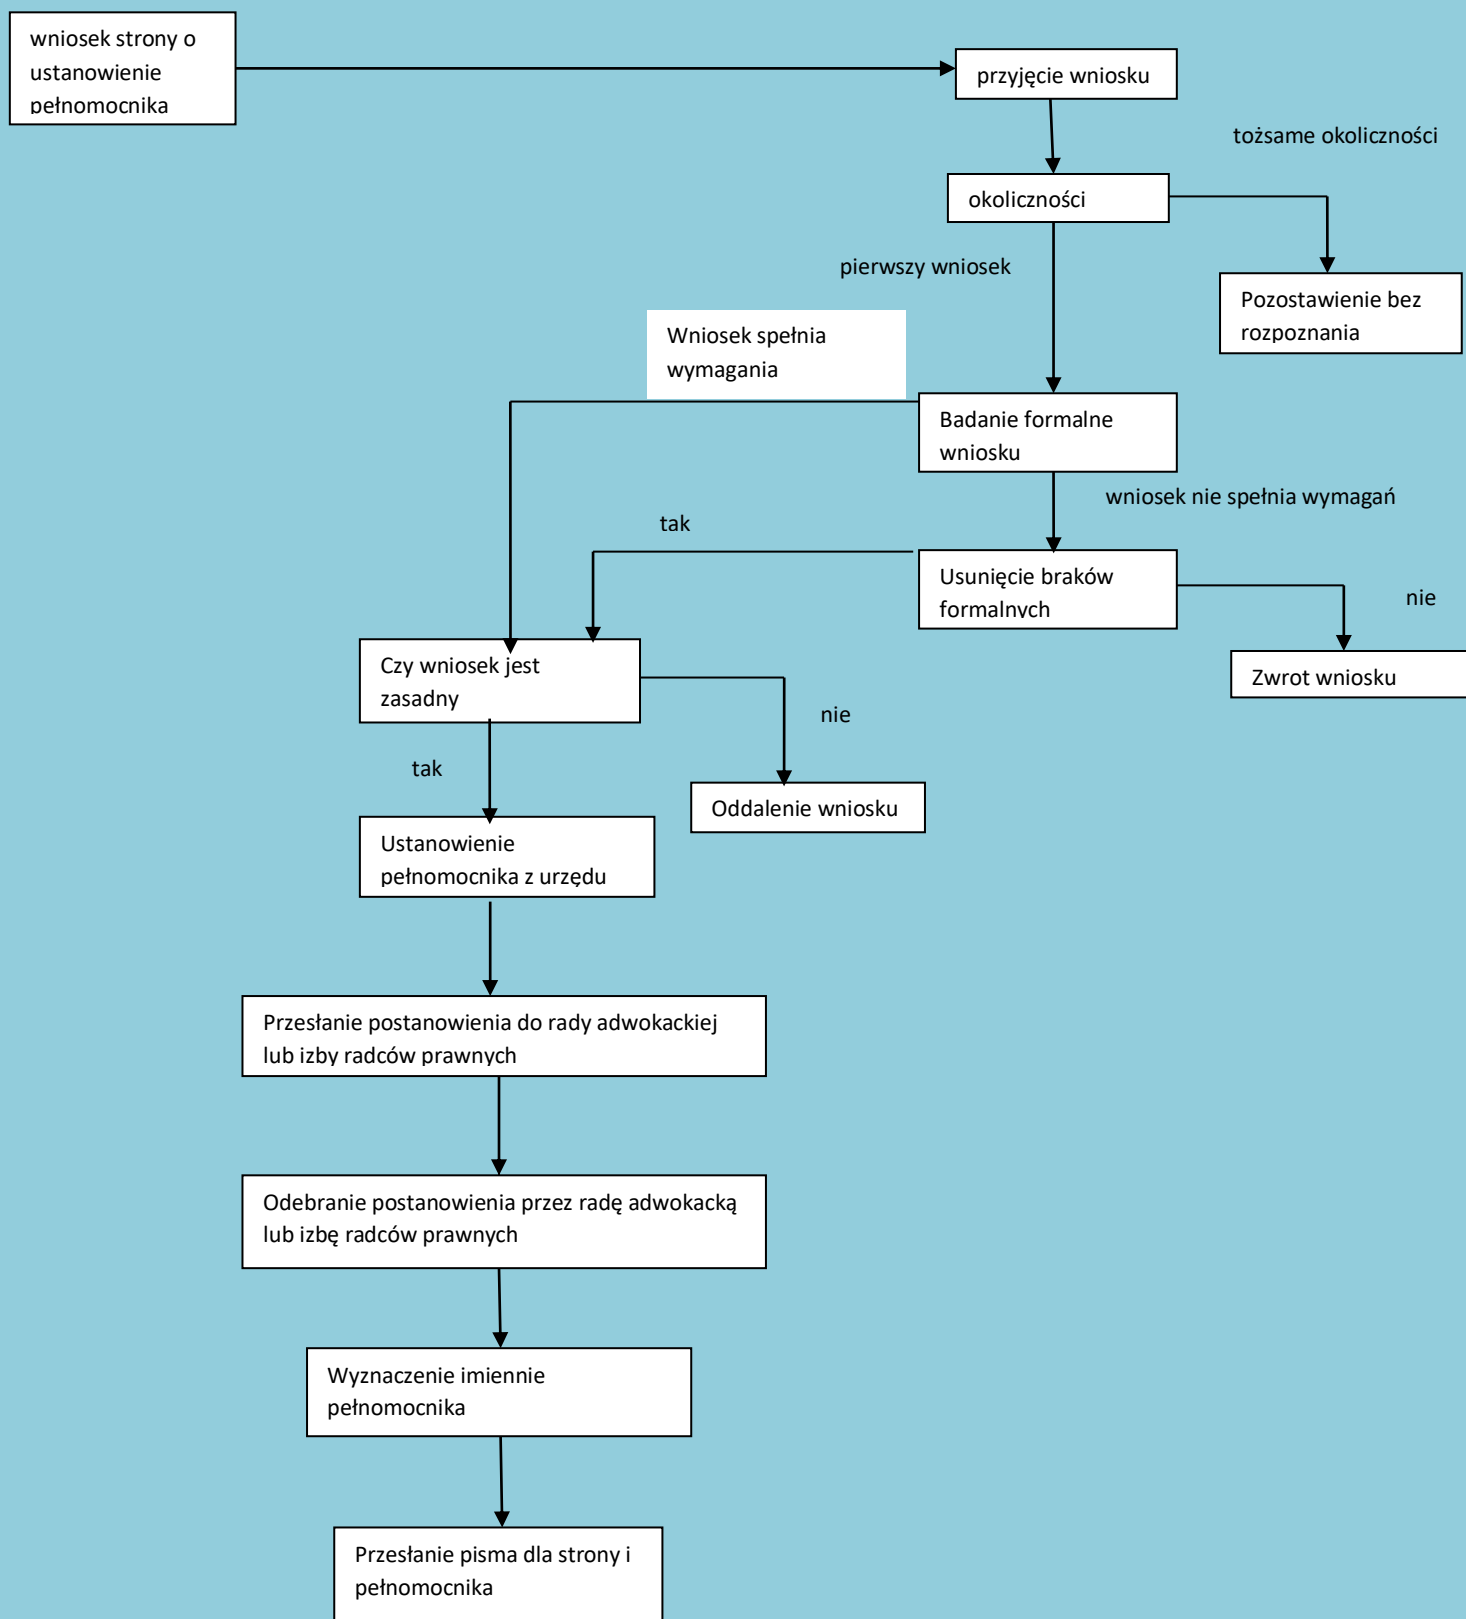 wniosek strony o
ustanowienie
pełnomocnika
przyjęcie wniosku
tożsame okoliczności
okoliczności
pierwszy wniosek
Pozostawienie bez
rozpoznania
Wniosek spełnia
wymagania
Badanie formalne
wniosku
wniosek nie spełnia wymagań
tak
Usunięcie braków
formalnych
nie
Czy wniosek jest
zasadny
Zwrot wniosku
nie
tak
Oddalenie wniosku
Ustanowienie
pełnomocnika z urzędu
Przesłanie postanowienia do rady adwokackiej
lub izby radców prawnych
Odebranie postanowienia przez radę adwokacką
lub izbę radców prawnych
Wyznaczenie imiennie
pełnomocnika
Przesłanie pisma dla strony i
pełnomocnika